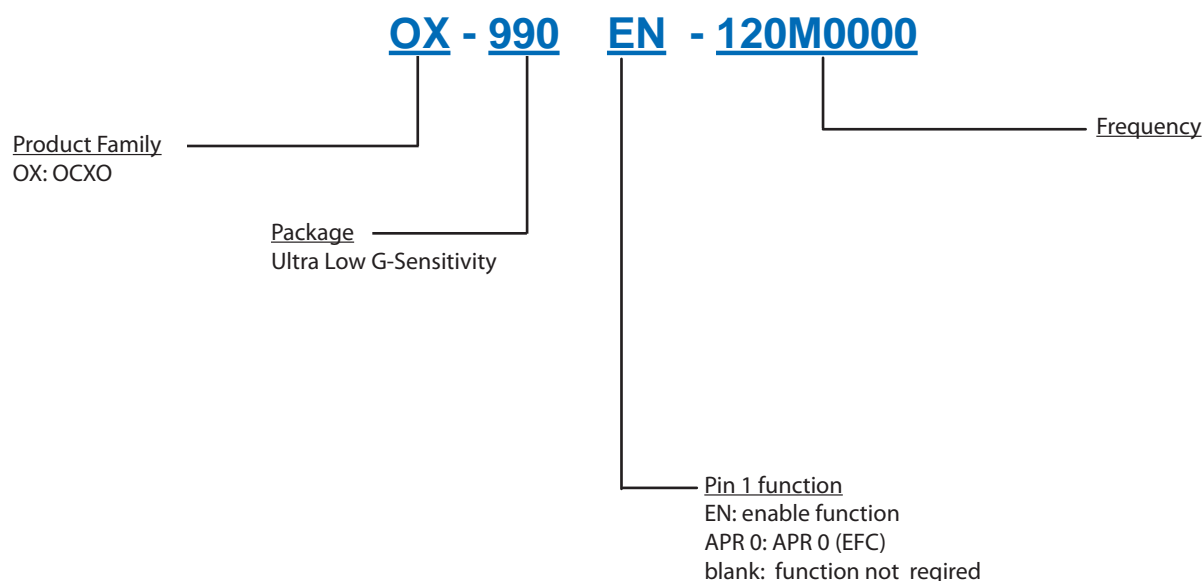 OX - 990 EN - 120M0000
Product Family
OX: OCXO
Frequency
Package
Ultra Low G-Sensitivity
Pin 1 function
EN: enable function
APR 0: APR 0 (EFC)
blank: function not reqired